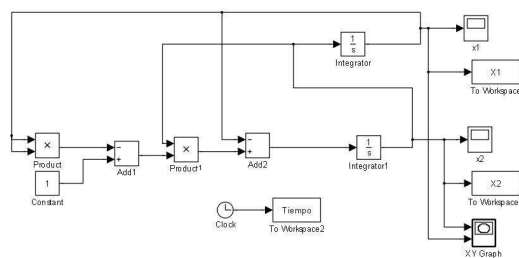 1
s
Integrator
x1
X1
To Workspace
×
Product
−
+
Add1
×
Product1
−
+
Add2
1
s
Integrator1
x2
1
Constant
X2
To Workspace
Clock
Tiempo
To Workspace2
XY Graph